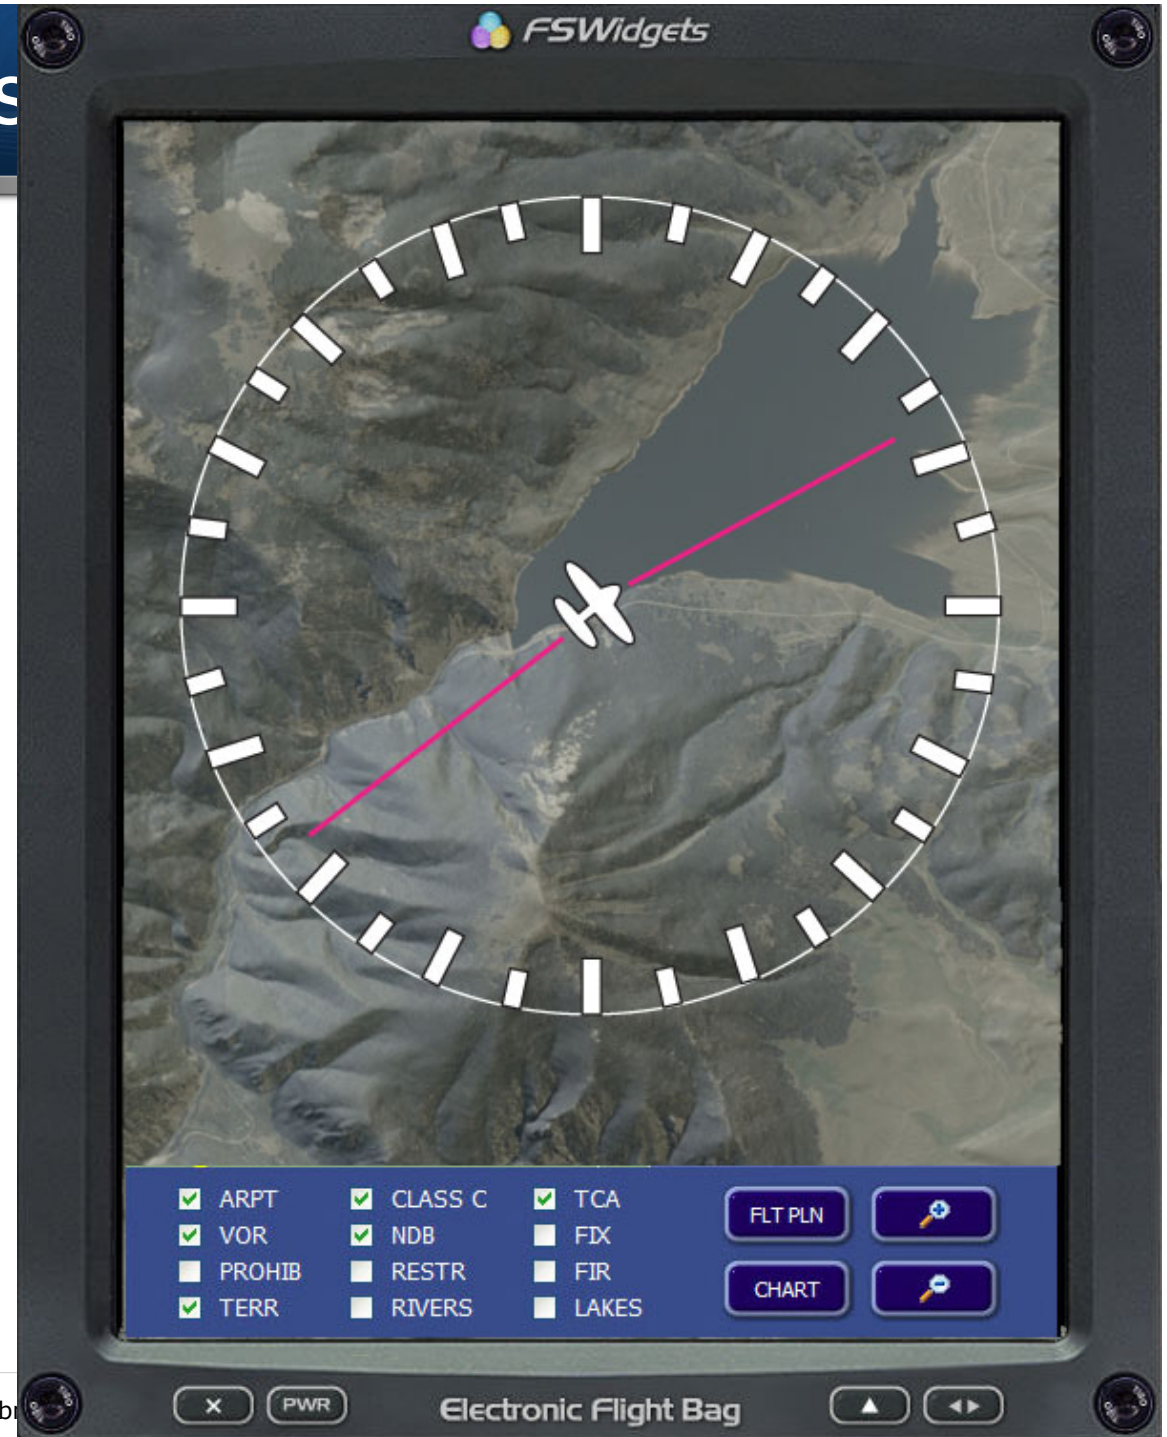 FSWidgets
S
ARPT CLASS C TCA
VOR NDB FIX
PROHIB RESTR FIR
TERR RIVERS LAKES
FLT PLN
CHART
br
PWR
Electronic Flight Bag